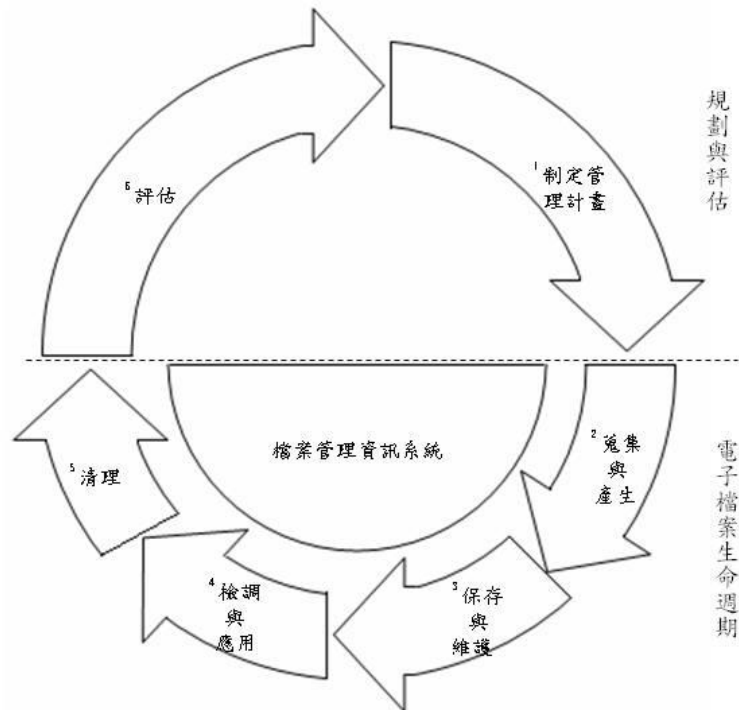 規劃與評估
6 評估
1 制定管
理計畫
檔案管理資訊系統
電子檔案生命週期
2 蒐集
與
產生
3 保存
與
維護
4 檢調
與
應用
5 清理